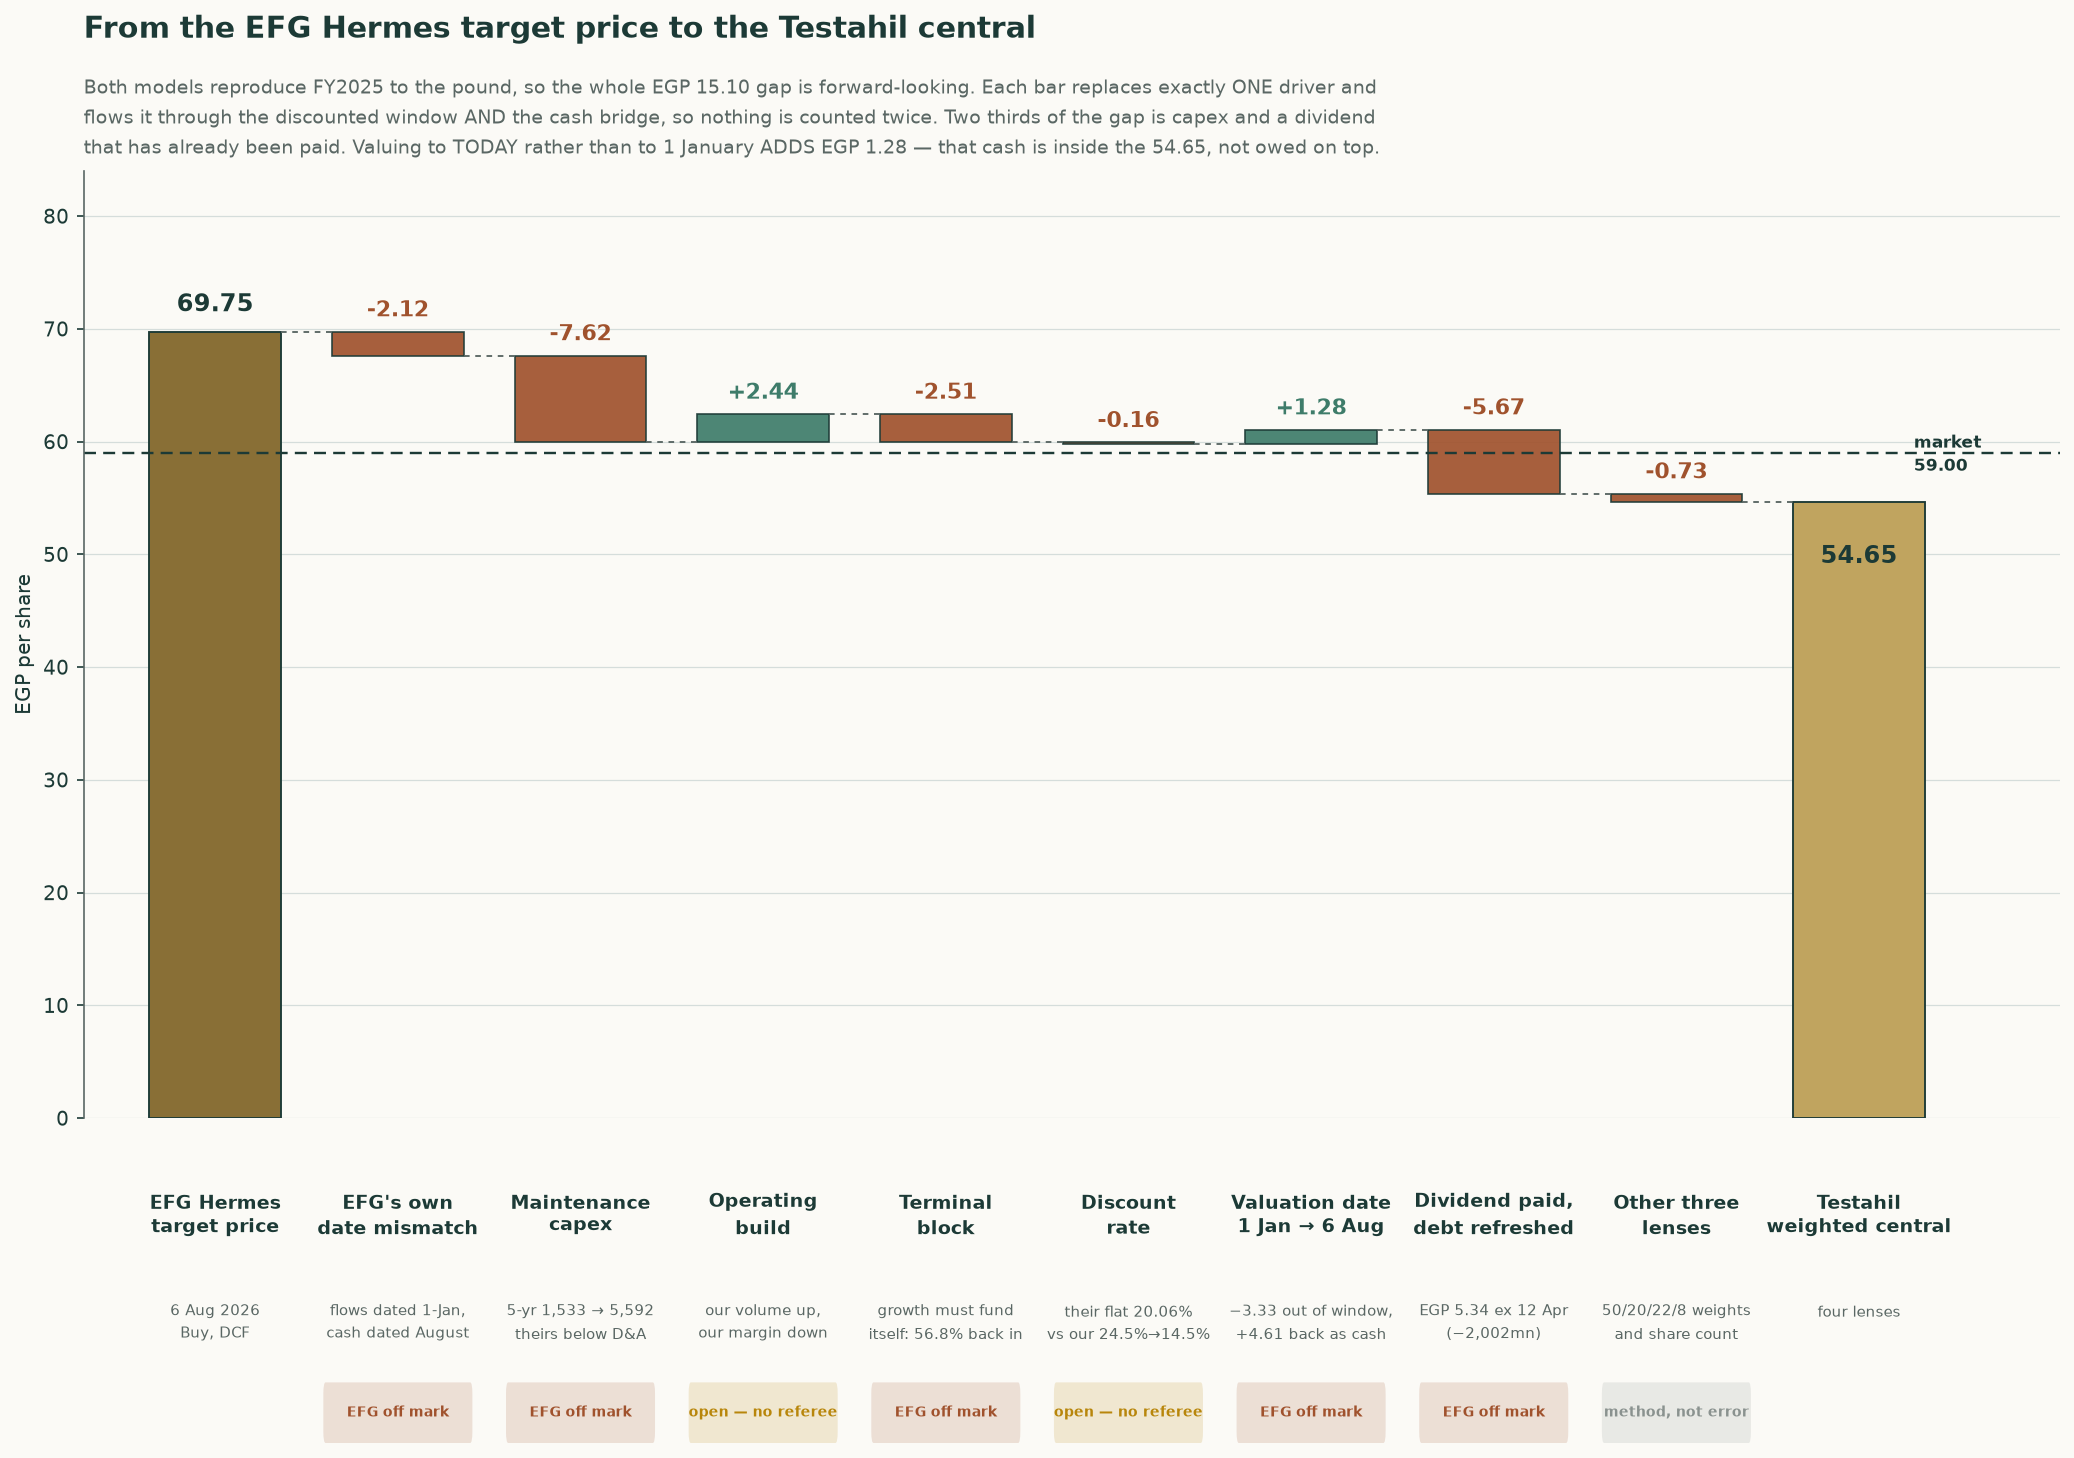 From the EFG Hermes target price to the Testahil central
Both models reproduce FY2025 to the pound, so the whole EGP 15.10 gap is forward-looking. Each bar replaces exactly ONE driver and
flows it through the discounted window AND the cash bridge, so nothing is counted twice. Two thirds of the gap is capex and a dividend
that has already been paid. Valuing to TODAY rather than to 1 January ADDS EGP 1.28 — that cash is inside the 54.65, not owed on top.
EGP per share
80
70
60
50
40
30
20
10
0
69.75
-2.12
-7.62
+2.44
-2.51
-0.16
+1.28
-5.67
-0.73
54.65
market
59.00
EFG Hermes
target price
6 Aug 2026
Buy, DCF
EFG's own
date mismatch
flows dated 1-Jan,
cash dated August
EFG off mark
Maintenance
capex
5-yr 1,533 → 5,592
theirs below D&A
EFG off mark
Operating
build
our volume up,
our margin down
open — no referee
Terminal
block
growth must fund
itself: 56.8% back in
EFG off mark
Discount
rate
their flat 20.06%
vs our 24.5%→14.5%
open — no referee
Valuation date
1 Jan → 6 Aug
−3.33 out of window,
+4.61 back as cash
EFG off mark
Dividend paid,
debt refreshed
EGP 5.34 ex 12 Apr
(−2,002mn)
EFG off mark
Other three
lenses
50/20/22/8 weights
and share count
method, not error
Testahil
weighted central
four lenses